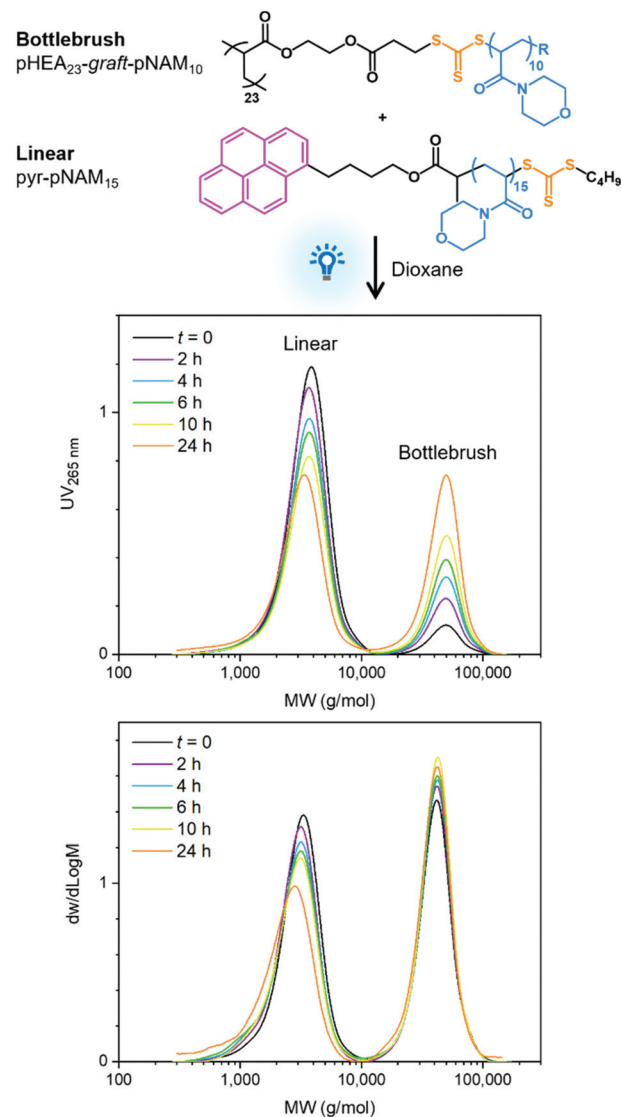 Bottlebrush
pHEA23-graft-pNAM10
O
O
O
O
S
S
S
R
10
23
O
N
O
+
Linear
pyr-pNAM15
O
O
15
S
S
C4H9
S
O
N
O
Dioxane
t = 0
2 h
4 h
6 h
10 h
24 h
Linear
Bottlebrush
UV265 nm
1
0
100
1,000
10,000
100,000
MW (g/mol)
t = 0
2 h
4 h
6 h
10 h
24 h
dw/dLogM
1
0
100
1,000
10,000
100,000
MW (g/mol)